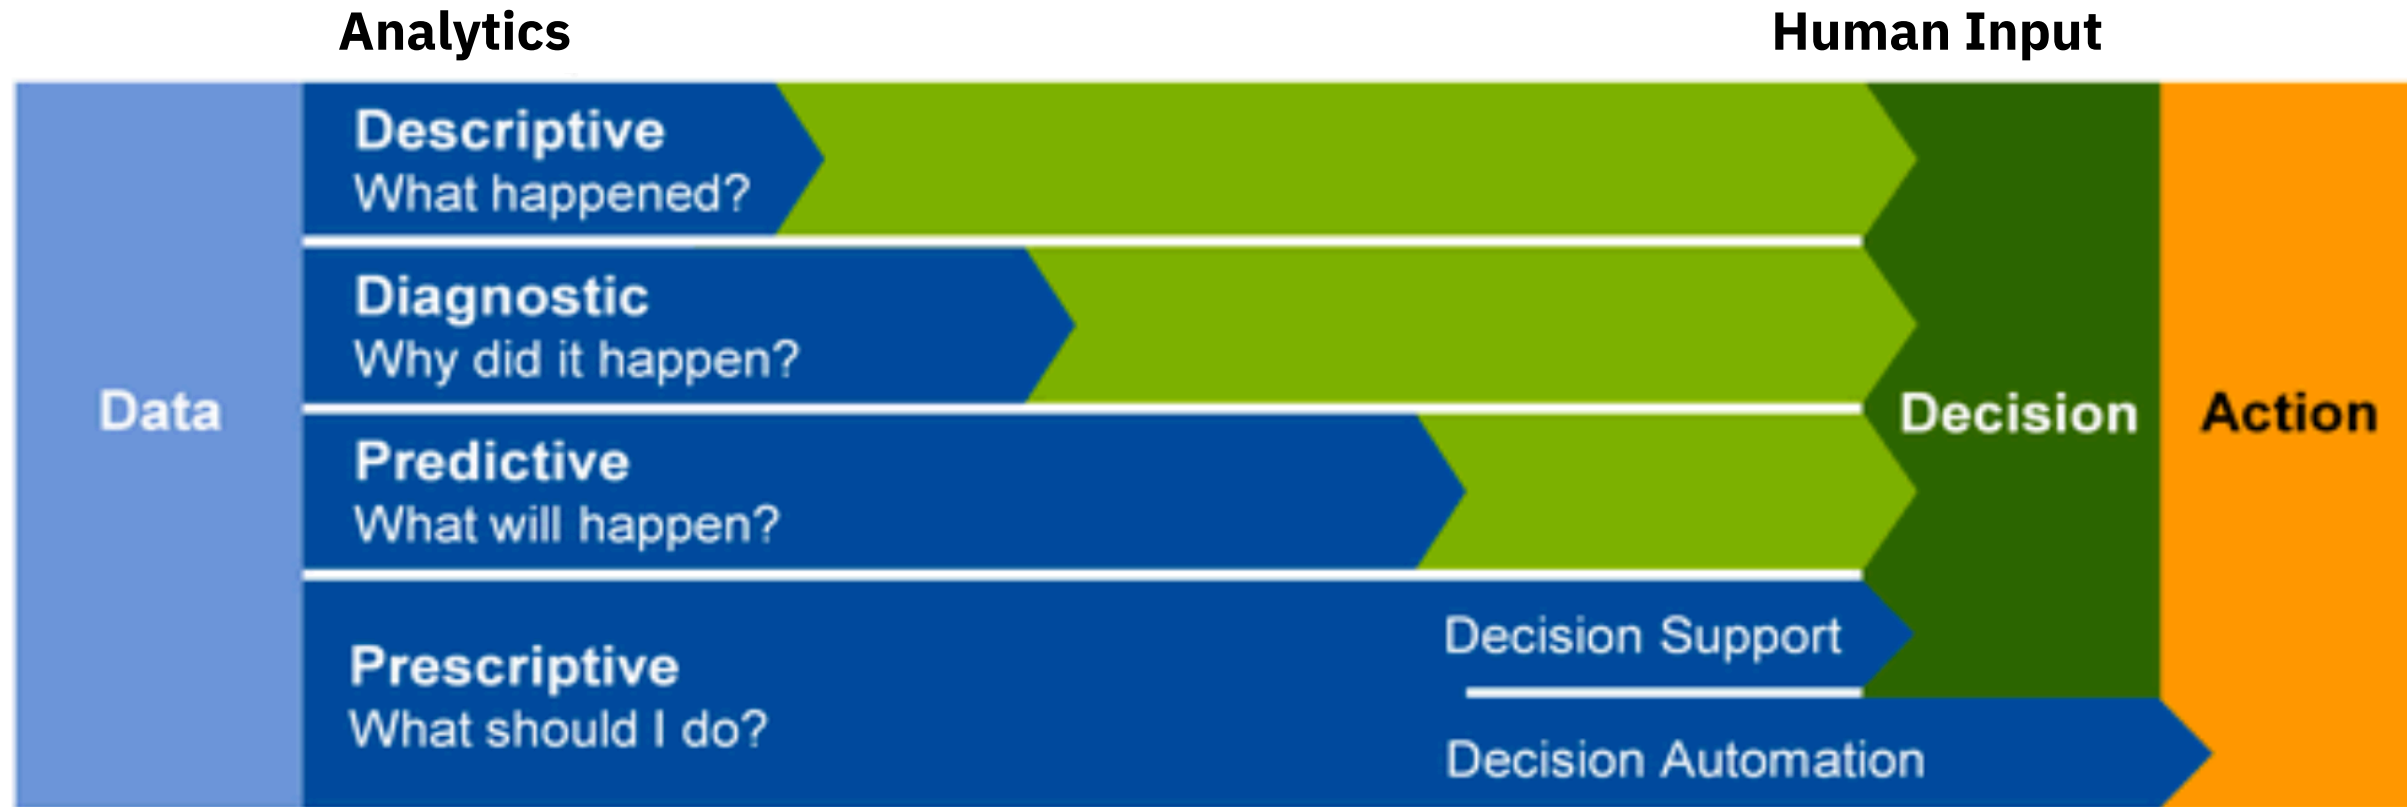 Analytics
Human Input
Data
Descriptive
What happened?
Diagnostic
Why did it happen?
Predictive
What will happen?
Prescriptive
What should I do?
Decision Support
Decision Automation
Decision
Action